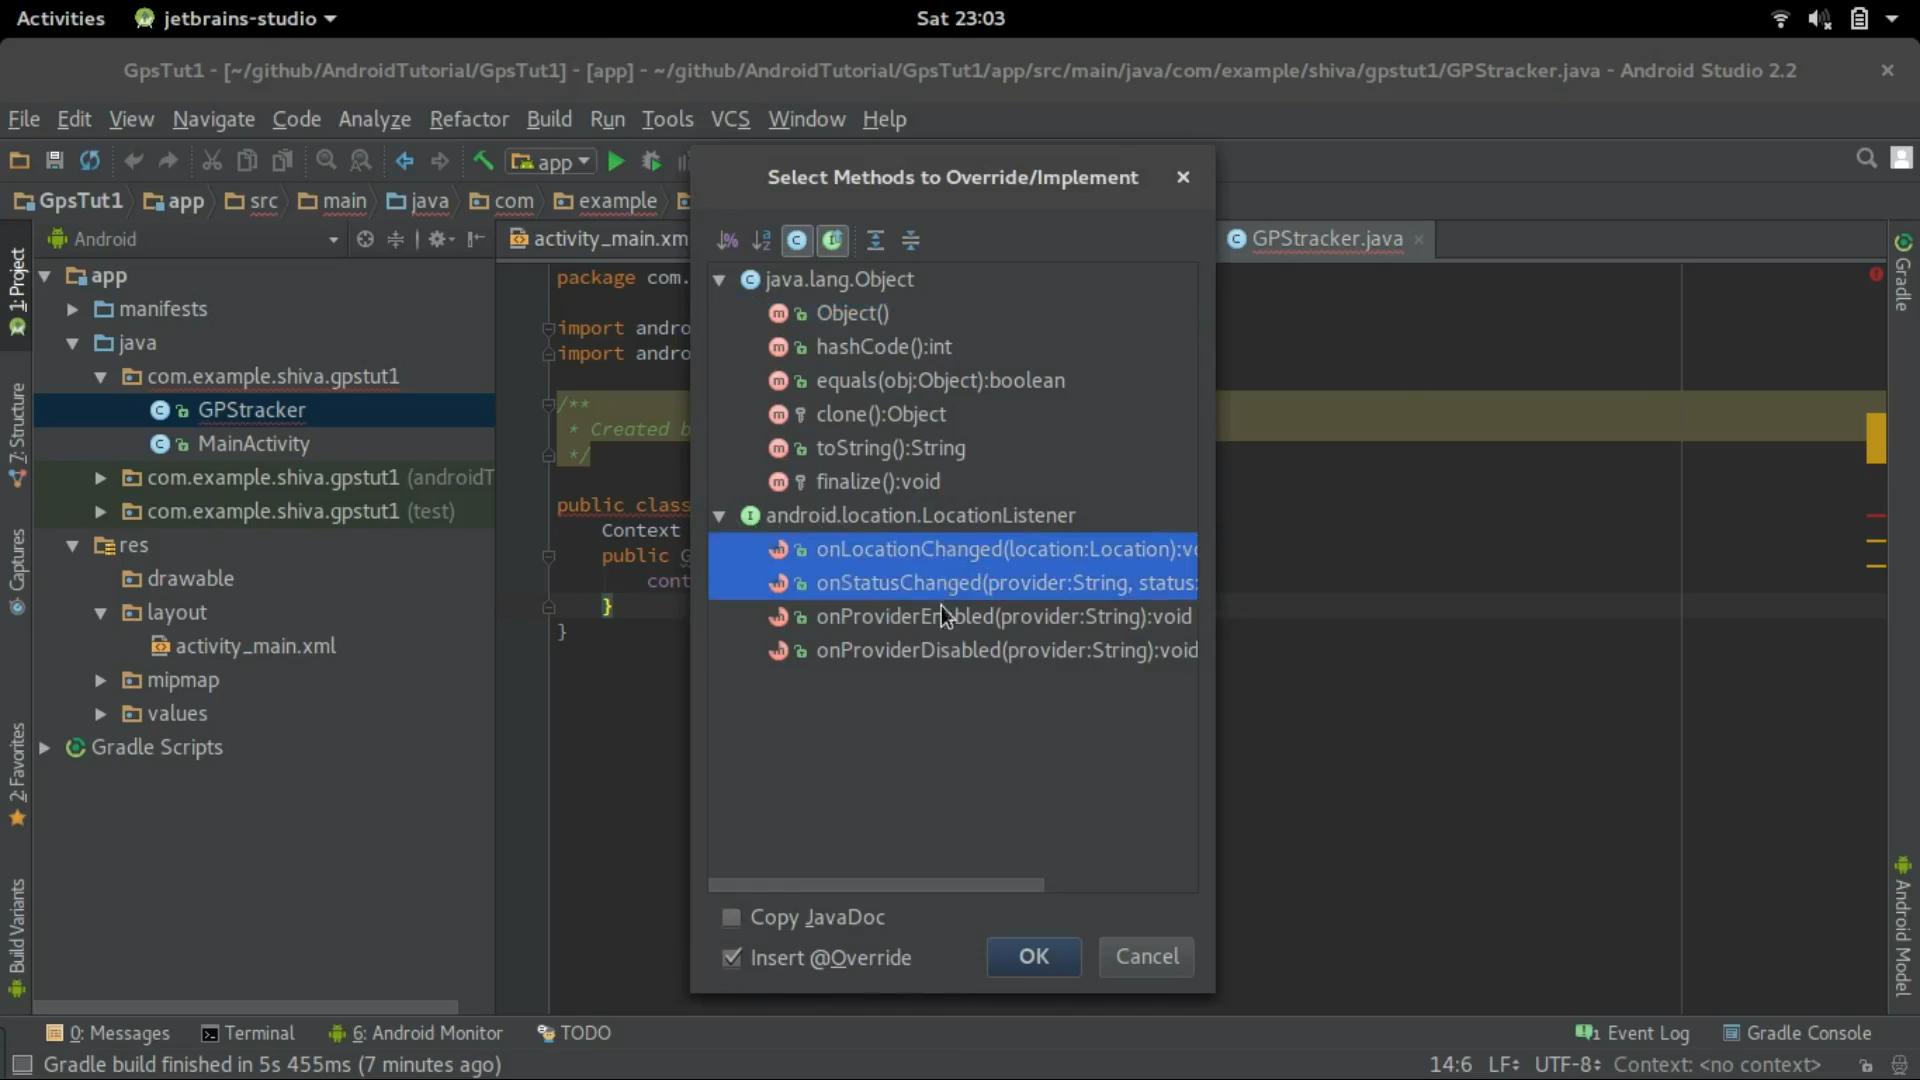 Activities jetbrains-studio Sat 23:03
GpsTut1 - [~/github/AndroidTutorial/GpsTut1] - [app] - ~/github/AndroidTutorial/GpsTut1/app/src/main/java/com/example/shiva/gpstut1/GPStracker.java - Android Studio 2.2
File Edit View Navigate Code Analyze Refactor Build Run Tools VCS Window Help
app
GpsTut1 app src main java com example
Android
activity_main.xm
GPStracker.java
1: Project
7: Structure
Captures
2: Favorites
Build Variants
app
manifests
java
com.example.shiva.gpstut1
GPStracker
MainActivity
com.example.shiva.gpstut1 (androidT
com.example.shiva.gpstut1 (test)
res
drawable
layout
activity_main.xml
mipmap
values
Gradle Scripts
package com.
import andro
import andro
/**
* Created b
*/
public class
Context
public G
cont
}
}
Select Methods to Override/Implement
java.lang.Object
Object()
hashCode():int
equals(obj:Object):boolean
clone():Object
toString():String
finalize():void
android.location.LocationListener
onLocationChanged(location:Location):vo
onStatusChanged(provider:String, status:
onProviderEnabled(provider:String):void
onProviderDisabled(provider:String):void
Copy JavaDoc
Insert @Override
OK Cancel
Gradle
Android Model
0: Messages Terminal 6: Android Monitor TODO 1 Event Log Gradle Console
Gradle build finished in 5s 455ms (7 minutes ago) 14:6 LF UTF-8 Context: <no context>